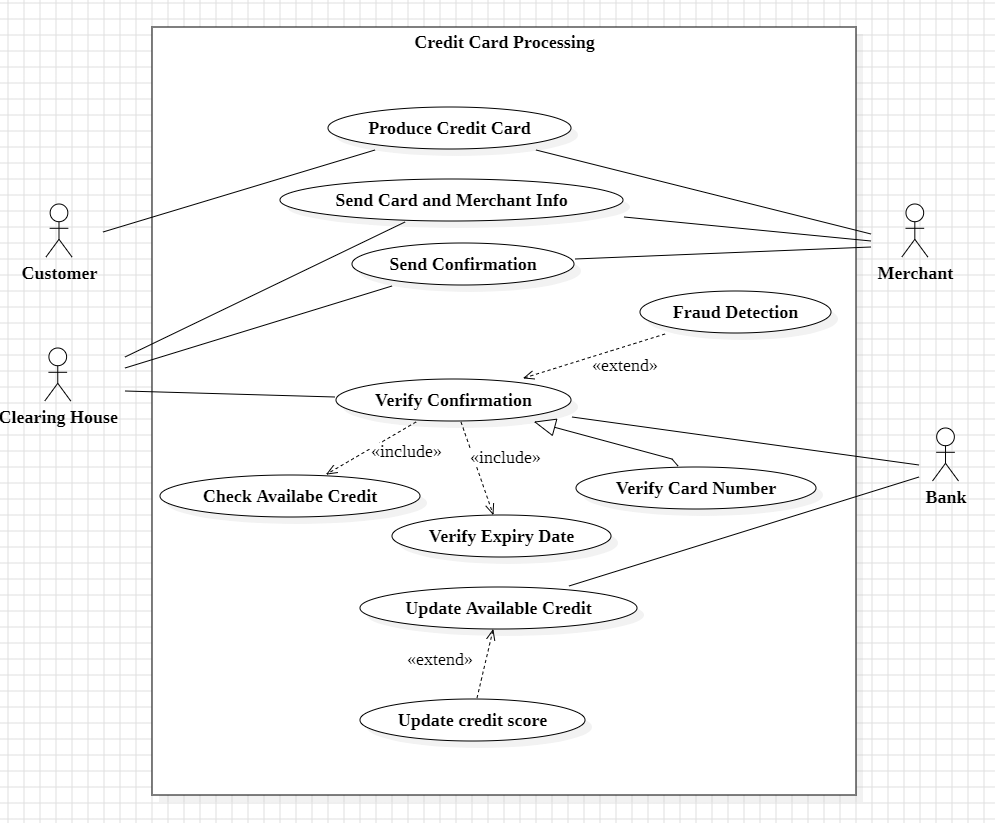 Credit Card Processing
Produce Credit Card
Send Card and Merchant Info
Customer
Merchant
Send Confirmation
Fraud Detection
«extend»
Clearing House
Verify Confirmation
«include»
«include»
Check Availabe Credit
Verify Card Number
Bank
Verify Expiry Date
Update Available Credit
«extend»
Update credit score